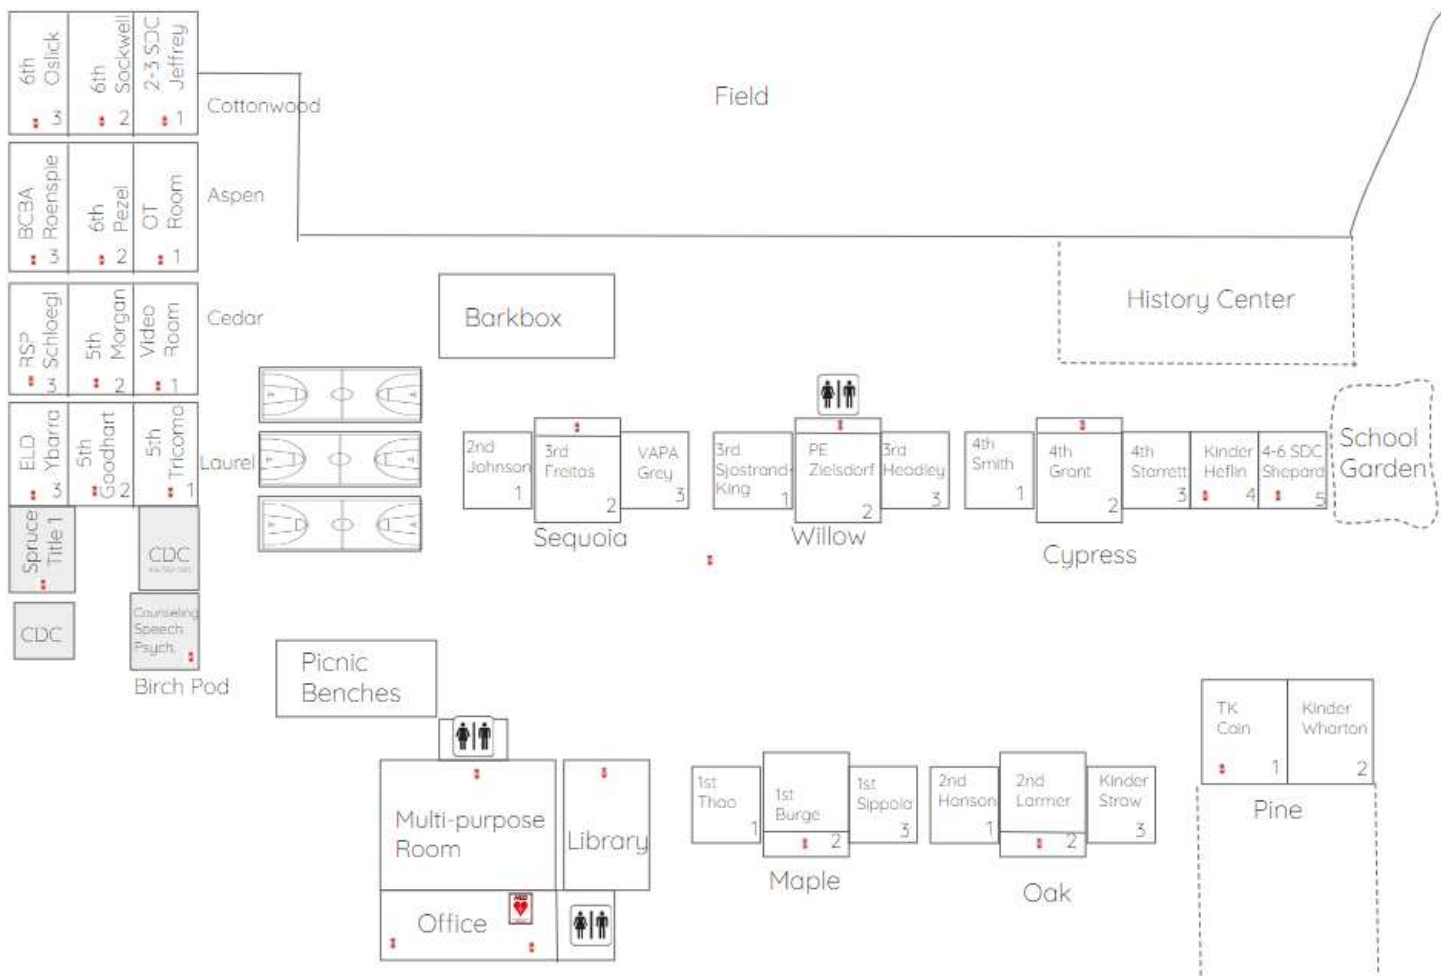 6th
Oslick
3
6th
Sockwell
2
2-3 SDC
Jeffrey
1
Cottonwood
Field
BCBA
Roenspie
3
6th
Pezel
2
OT
Room
1
Aspen
RSP
Schloegl
3
5th
Morgan
2
Video
Room
1
Cedar
Barkbox
History Center
ELD
Ybarra
3
5th
Goodhart
2
5th
Tricomo
1
Laurel
2nd
Johnson
1
3rd
Freitas
2
VAPA
Grey
3
Sequoia
3rd
Sjostrand-
King
1
PE
Zielsdorf
2
3rd
Headley
3
Willow
4th
Smith
1
4th
Grant
2
4th
Starrett
3
Kinder
Heflin
4
4-6 SDC
Shepard
5
Cypress
School
Garden
Spruce
Title 1
CDC
CDC
Counseling
Speech
Psych.
Birch Pod
Picnic
Benches
Multi-purpose
Room
Library
Office
AED
1st
Thao
1
1st
Burge
2
1st
Sippola
3
Maple
2nd
Hanson
1
2nd
Larmer
2
Kinder
Straw
3
Oak
TK
Cain
1
Kinder
Wharton
2
Pine